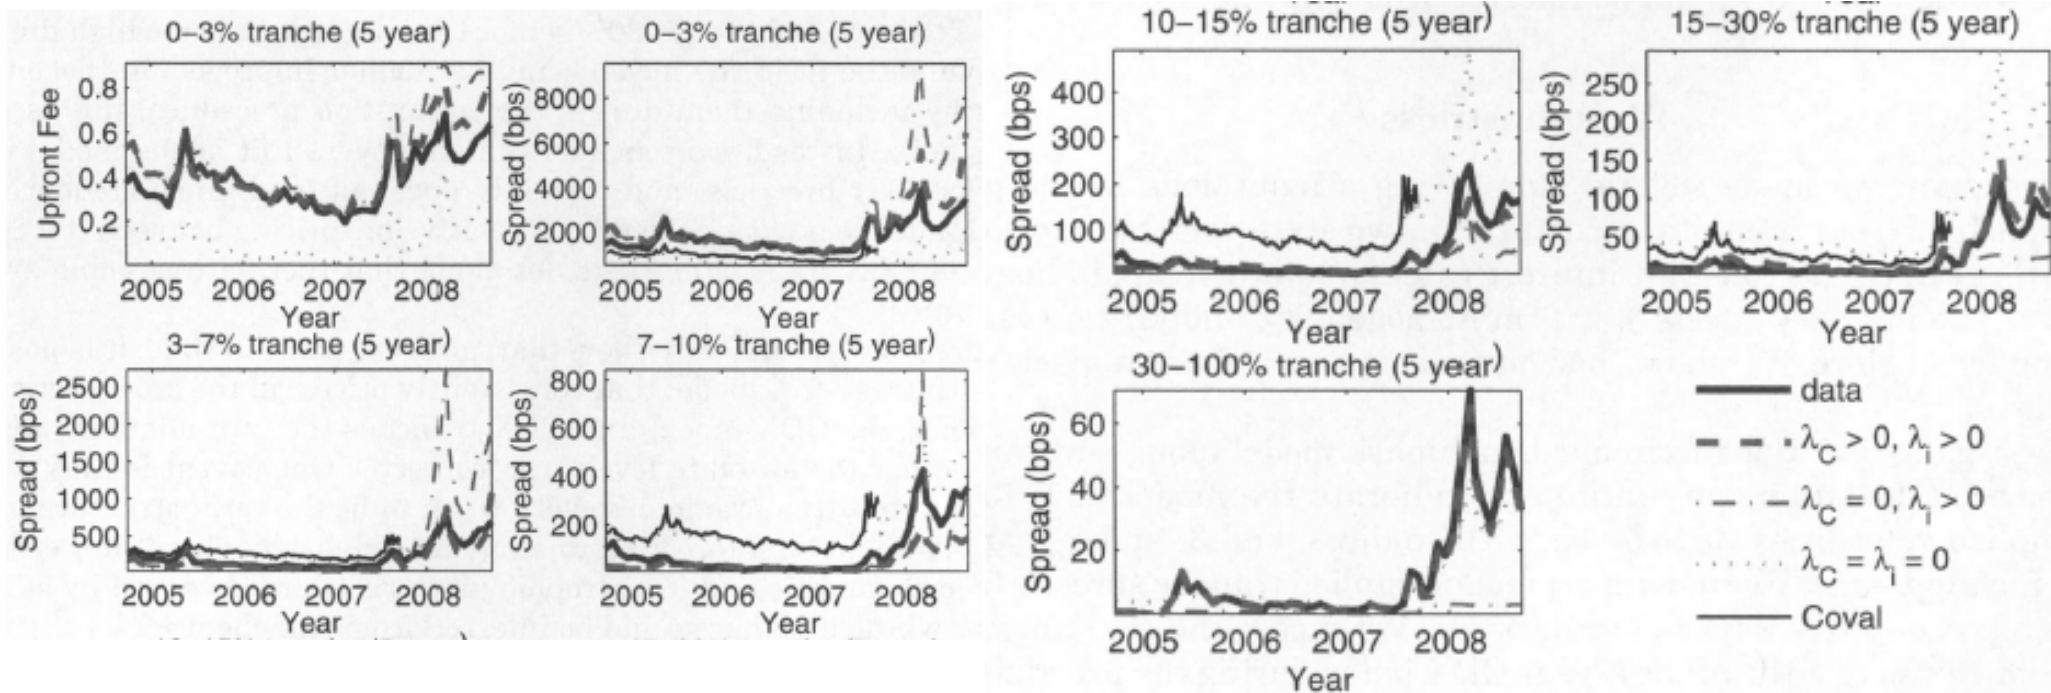 0–3% tranche (5 year)
Upfront Fee
0.8
0.6
0.4
0.2
2005 2006 2007 2008
Year
0–3% tranche (5 year)
Spread (bps)
8000
6000
4000
2000
2005 2006 2007 2008
Year
10–15% tranche (5 year)
Spread (bps)
400
300
200
100
2005 2006 2007 2008
Year
15–30% tranche (5 year)
Spread (bps)
250
200
150
100
50
2005 2006 2007 2008
Year
3–7% tranche (5 year)
Spread (bps)
2500
2000
1500
1000
500
2005 2006 2007 2008
Year
7–10% tranche (5 year)
Spread (bps)
800
600
400
200
2005 2006 2007 2008
Year
30–100% tranche (5 year)
Spread (bps)
60
40
20
2005 2006 2007 2008
Year
data
λC > 0, λi > 0
λC = 0, λi > 0
λC = λi = 0
Coval